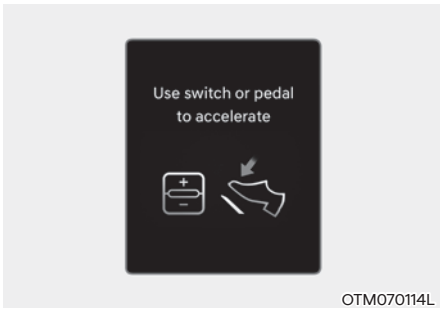 Use switch or pedal
to accelerate
+
−
OTM070114L